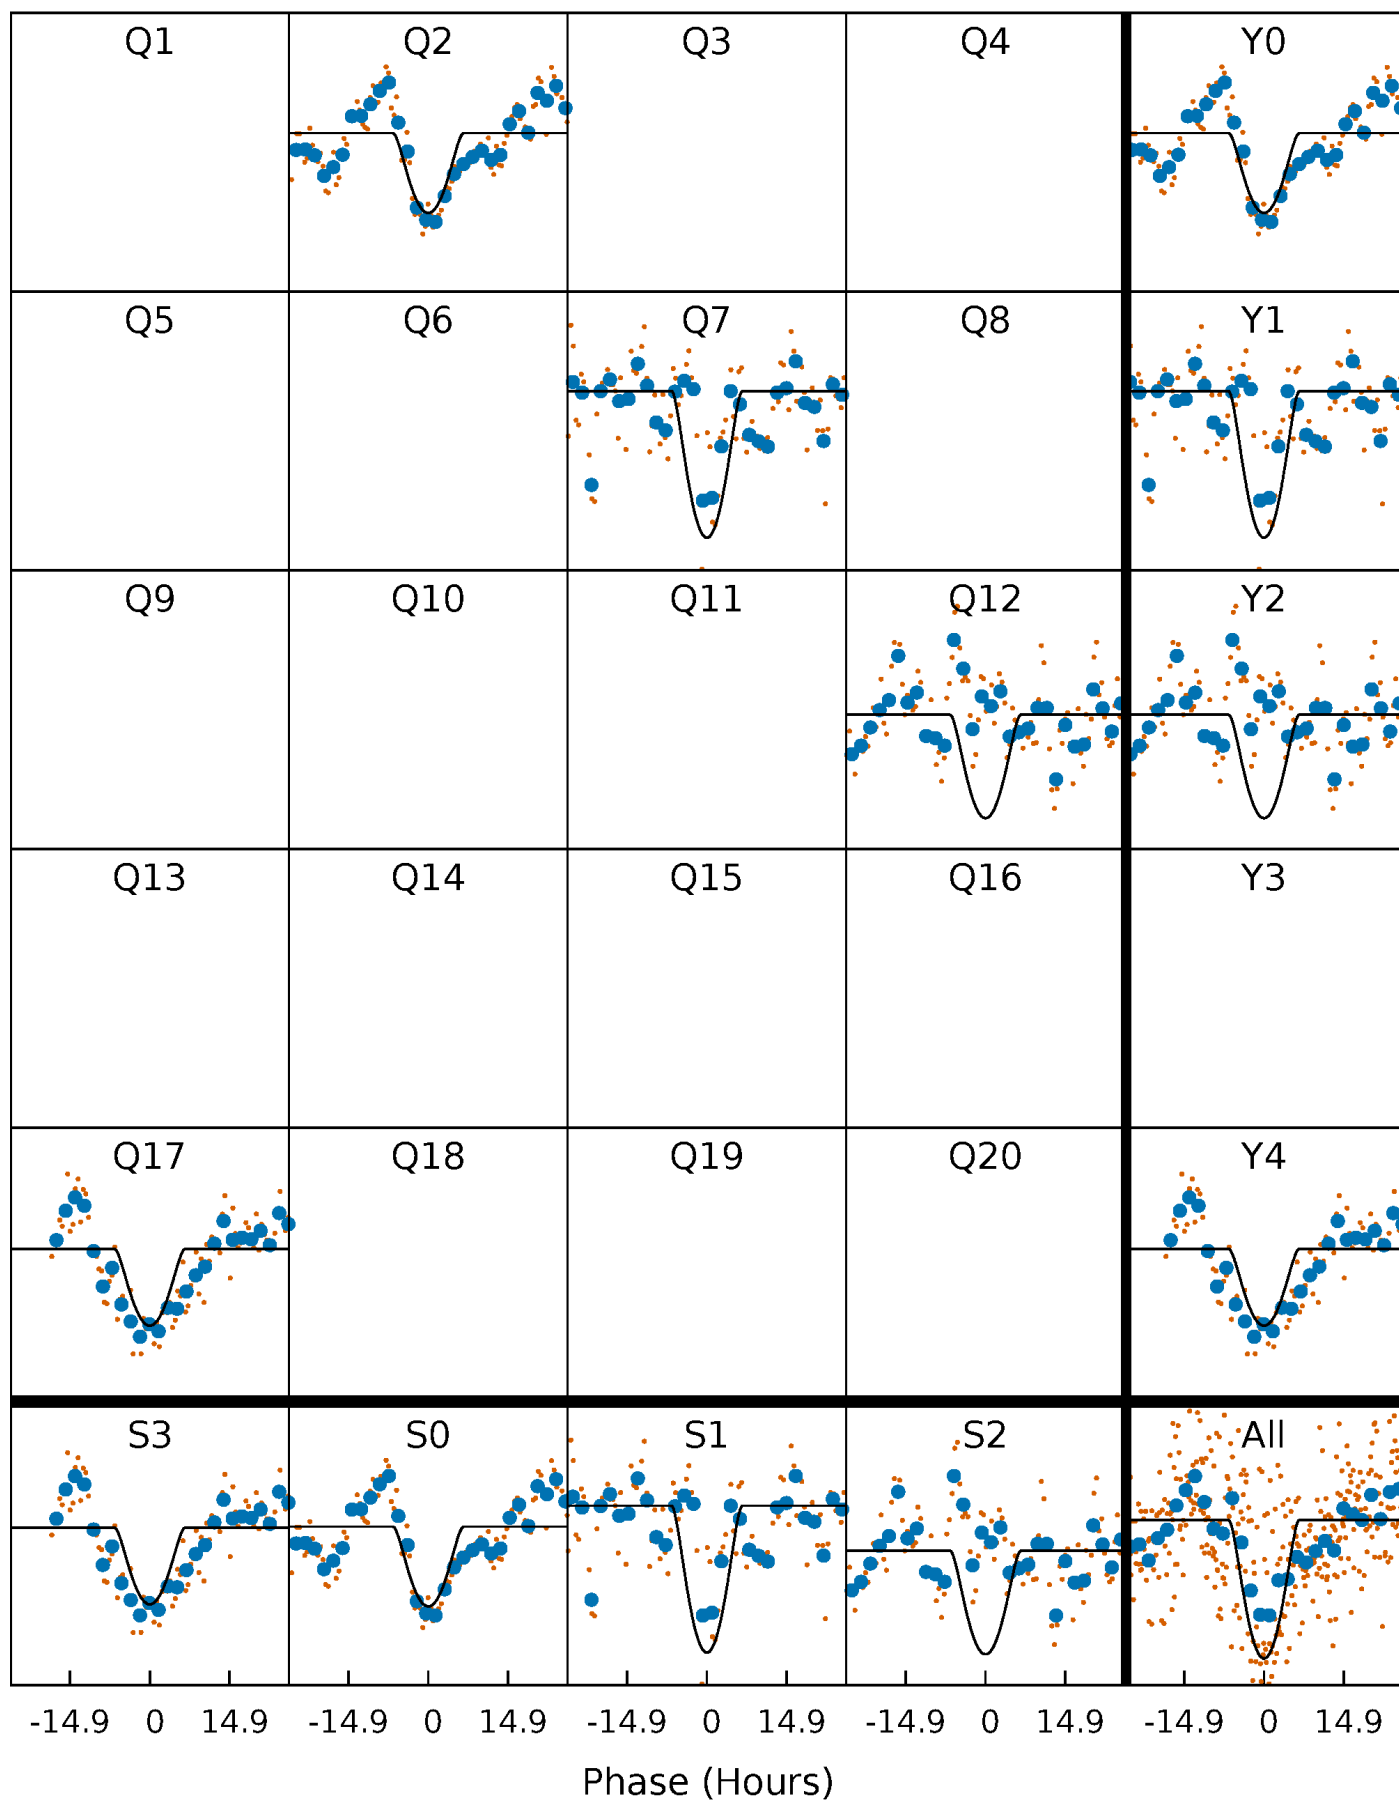 Q1 Q2 Q3 Q4 Y0
Q5 Q6 Q7 Q8 Y1
Q9 Q10 Q11 Q12 Y2
Q13 Q14 Q15 Q16 Y3
Q17 Q18 Q19 Q20 Y4
S3 S0 S1 S2 All
-14.9 0 14.9 -14.9 0 14.9 -14.9 0 14.9 -14.9 0 14.9 -14.9 0 14.9
Phase (Hours)